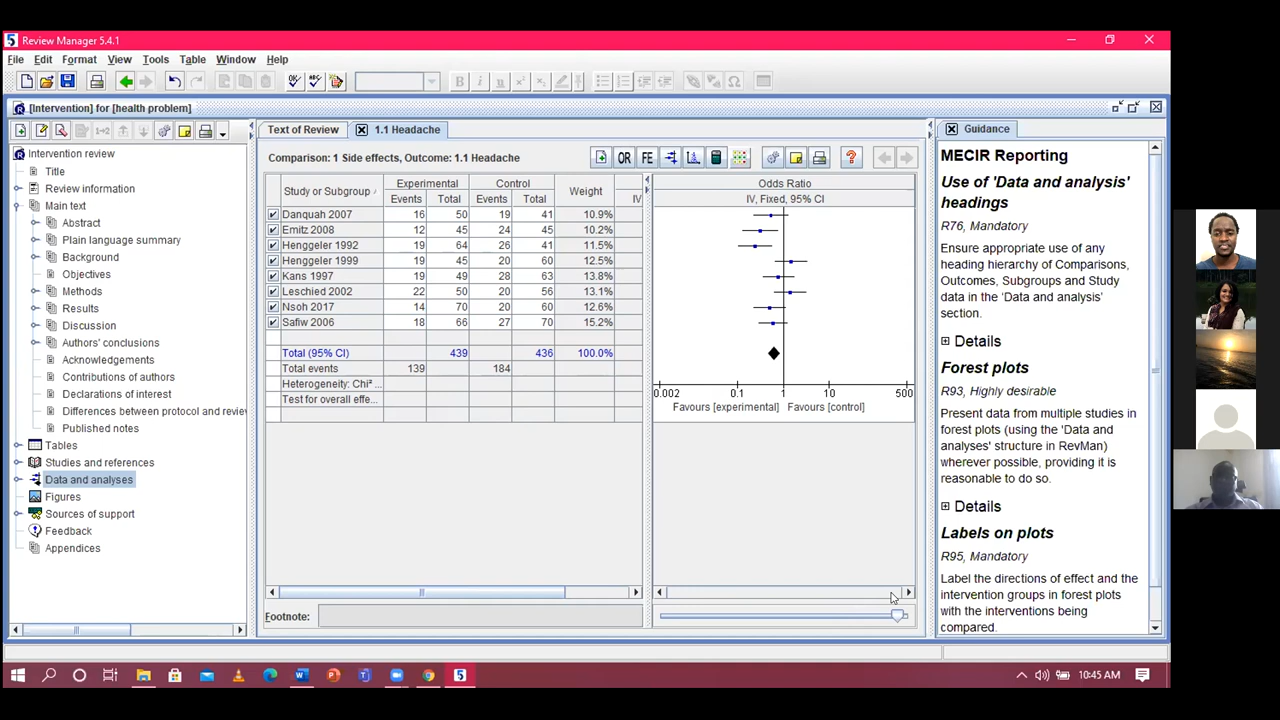 Review Manager 5.4.1
File Edit Format View Tools Table Window Help
[Intervention] for [health problem]
Intervention review
Title
Review information
Main text
Abstract
Plain language summary
Background
Objectives
Methods
Results
Discussion
Authors' conclusions
Acknowledgements
Contributions of authors
Declarations of interest
Differences between protocol and revie
Published notes
Tables
Studies and references
Data and analyses
Figures
Sources of support
Feedback
Appendices
Text of Review 1.1 Headache
Comparison: 1 Side effects, Outcome: 1.1 Headache
OR FE
Experimental Control Odds Ratio
Study or Subgroup Events Total Events Total Weight IV IV, Fixed, 95% CI
Danquah 2007 16 50 19 41 10.9%
Emitz 2008 12 45 24 45 10.2%
Henggeler 1992 19 64 26 41 11.5%
Henggeler 1999 19 45 20 60 12.5%
Kans 1997 19 49 28 63 13.8%
Leschied 2002 22 50 20 56 13.1%
Nsoh 2017 14 70 20 60 12.6%
Safiw 2006 18 66 27 70 15.2%
Total (95% CI) 439 436 100.0%
Total events 139 184
Heterogeneity: Chi² ...
Test for overall effe...
0.002 0.1 1 10 500
Favours [experimental] Favours [control]
Footnote:
Guidance
MECIR Reporting
Use of 'Data and analysis'
headings
R76, Mandatory
Ensure appropriate use of any
heading hierarchy of Comparisons,
Outcomes, Subgroups and Study
data in the 'Data and analysis'
section.
Details
Forest plots
R93, Highly desirable
Present data from multiple studies in
forest plots (using the 'Data and
analyses' structure in RevMan)
wherever possible, providing it is
reasonable to do so.
Details
Labels on plots
R95, Mandatory
Label the directions of effect and the
intervention groups in forest plots
with the interventions being
compared.
10:45 AM